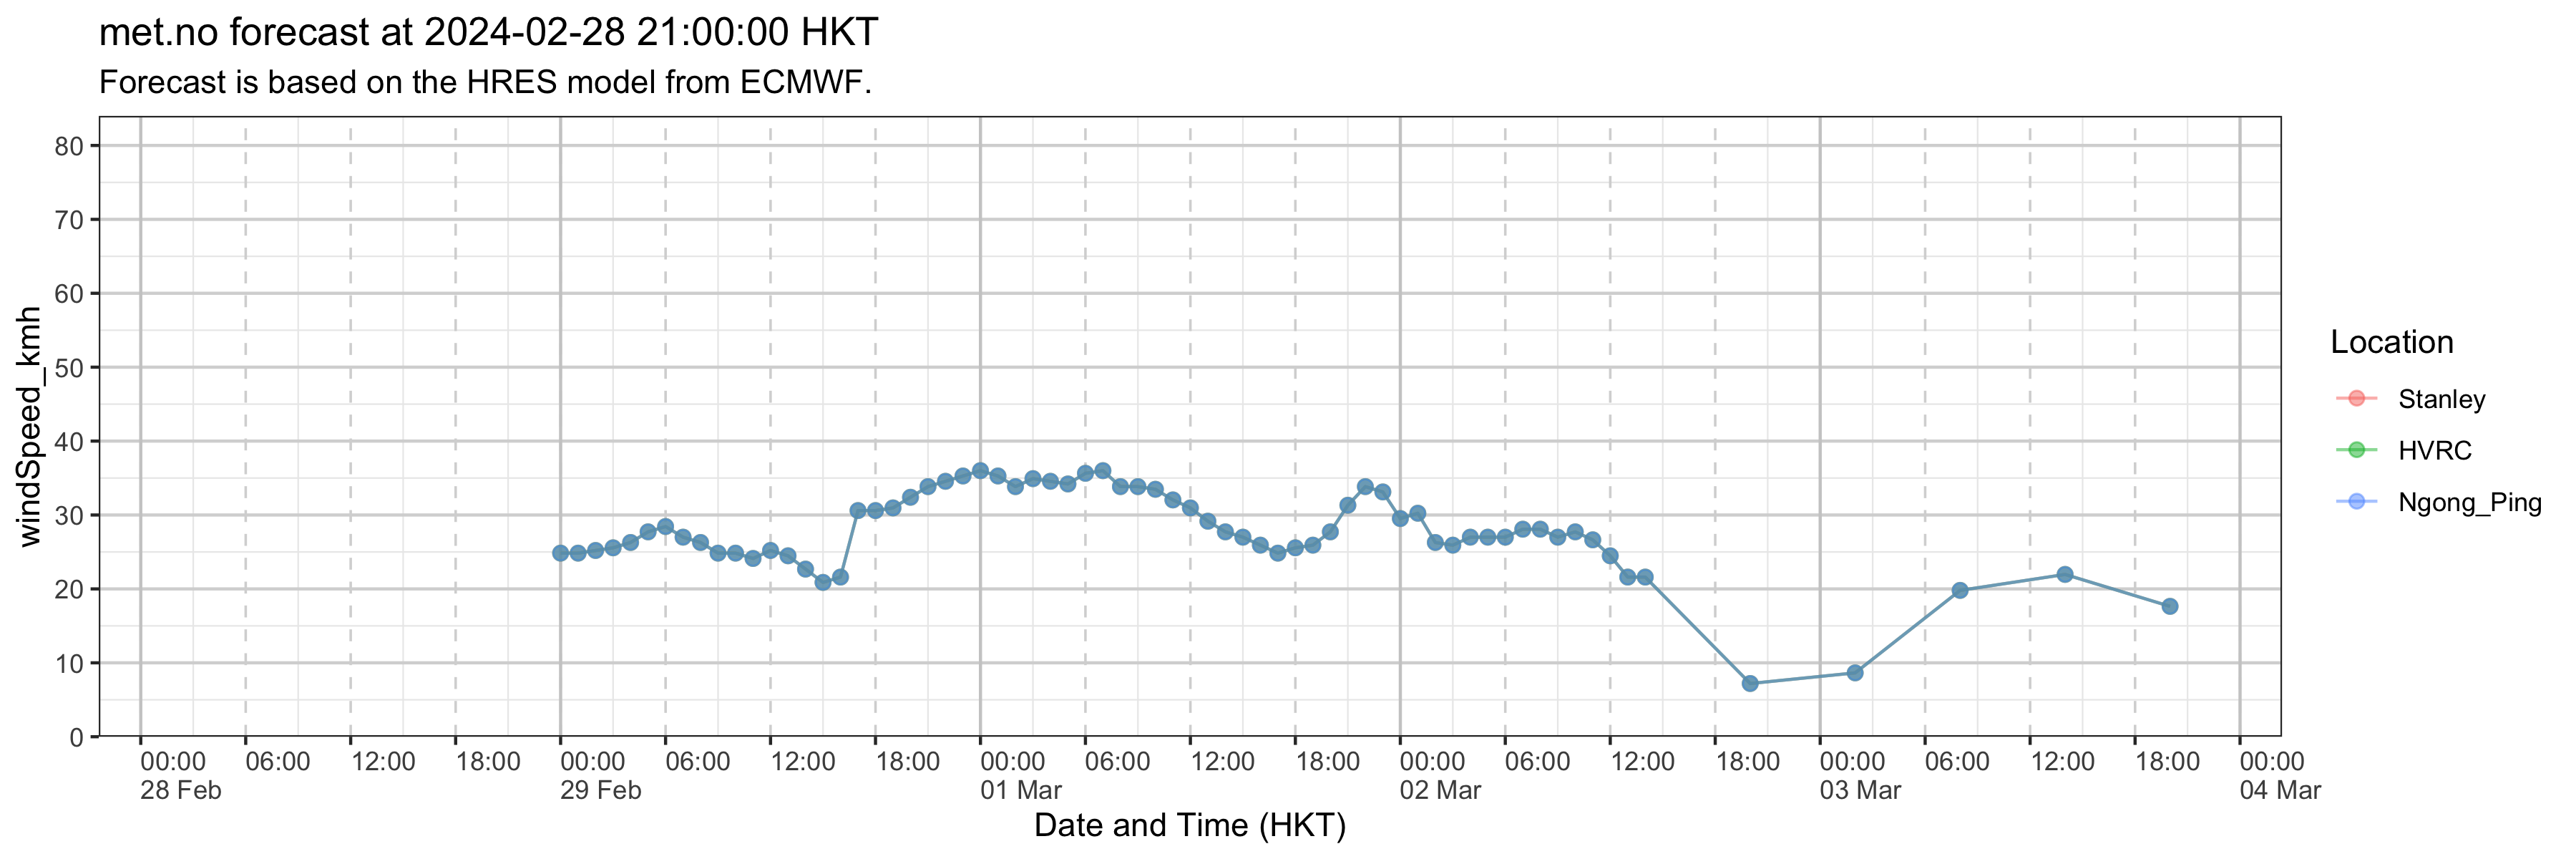 met.no forecast at 2024-02-28 21:00:00 HKT
Forecast is based on the HRES model from ECMWF.
windSpeed_kmh
80
70
60
50
40
30
20
10
0
00:00 06:00 12:00 18:00 00:00 06:00 12:00 18:00 00:00 06:00 12:00 18:00 00:00 06:00 12:00 18:00 00:00 06:00 12:00 18:00 00:00
28 Feb 29 Feb 01 Mar 02 Mar 03 Mar 04 Mar
Date and Time (HKT)
Location
Stanley
HVRC
Ngong_Ping